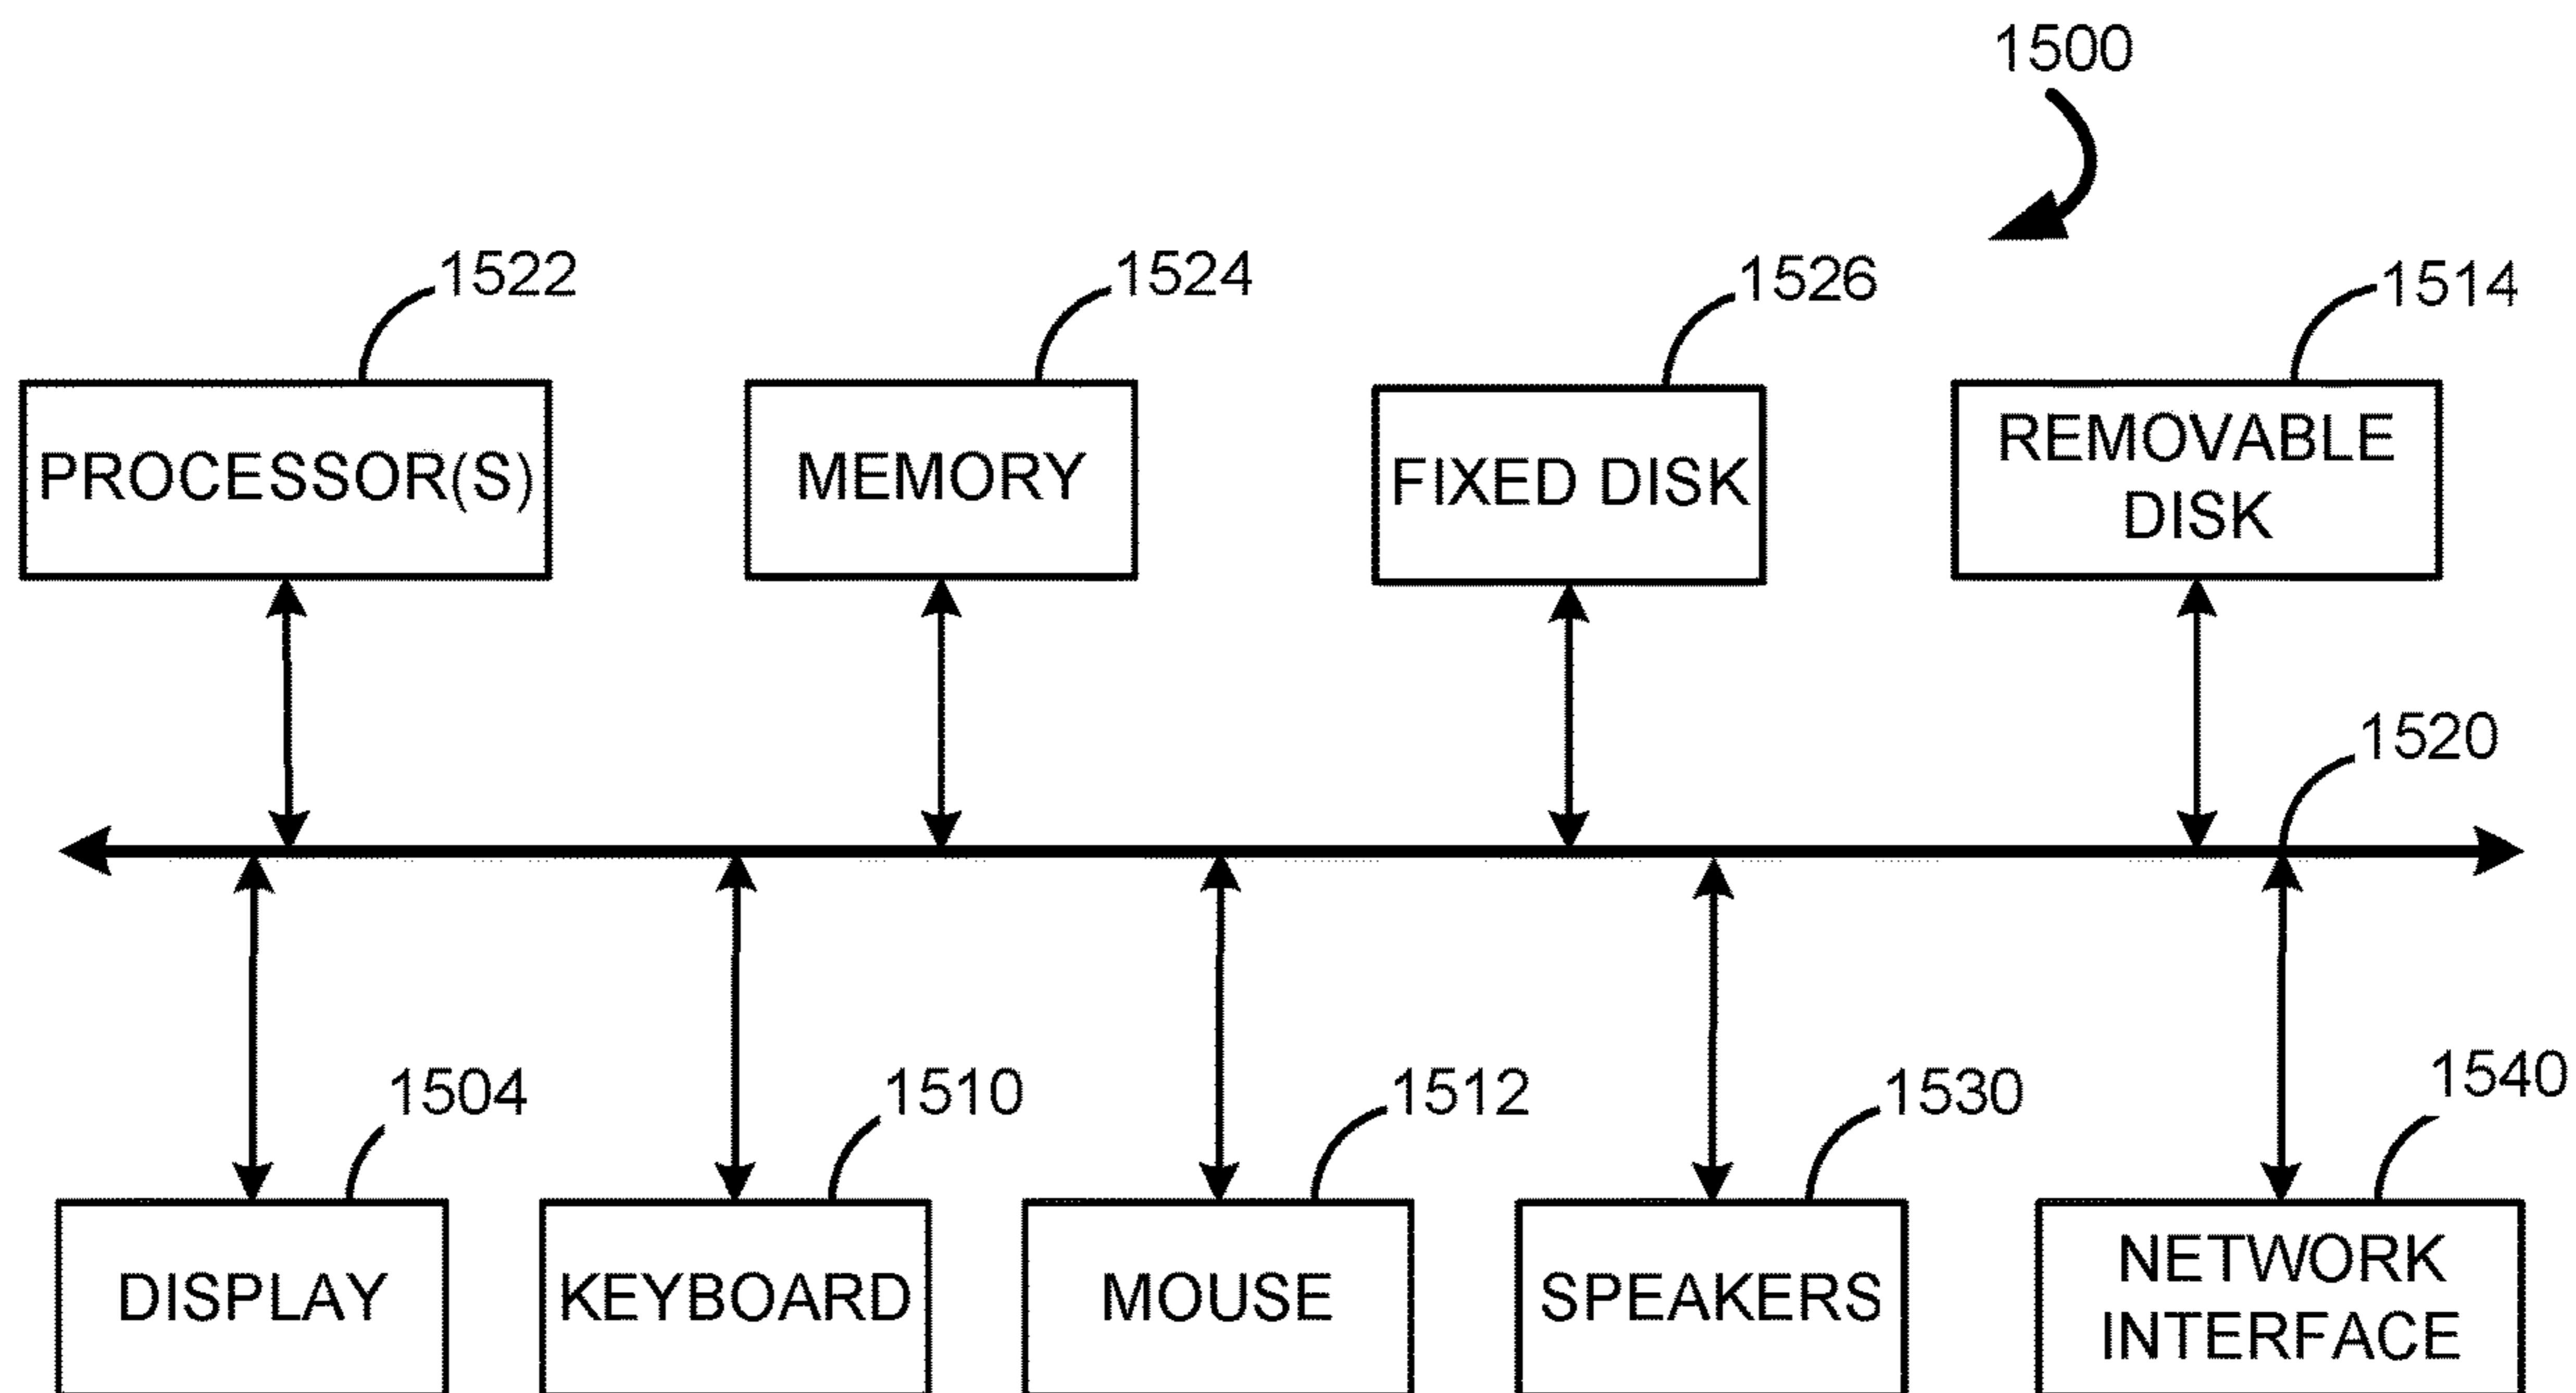 1500
1522
1524
1526
1514
PROCESSOR(S)
MEMORY
FIXED DISK
REMOVABLE
DISK
1520
1504
1510
1512
1530
1540
DISPLAY
KEYBOARD
MOUSE
SPEAKERS
NETWORK
INTERFACE